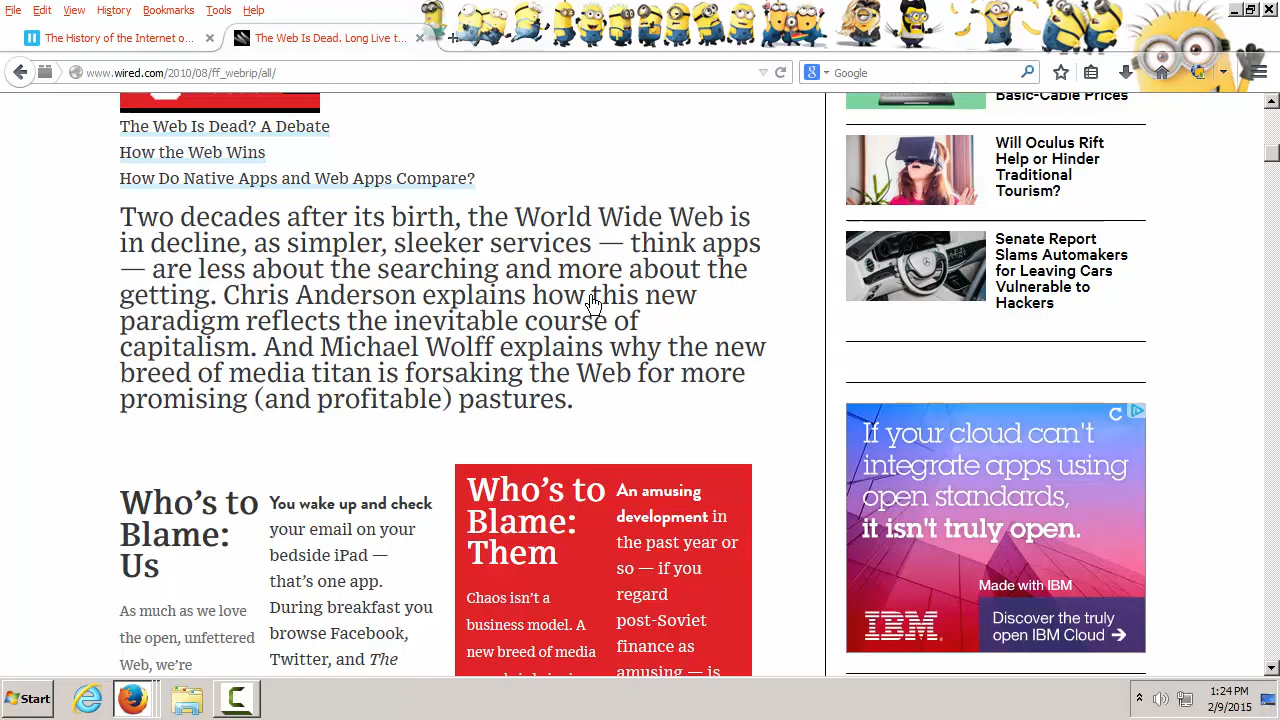 File Edit View History Bookmarks Tools Help
The History of the Internet o... ×
The Web Is Dead. Long Live t... ×
www.wired.com/2010/08/ff_webrip/all/
Google
The Web Is Dead? A Debate
How the Web Wins
How Do Native Apps and Web Apps Compare?
Two decades after its birth, the World Wide Web is
in decline, as simpler, sleeker services — think apps
— are less about the searching and more about the
getting. Chris Anderson explains how this new
paradigm reflects the inevitable course of
capitalism. And Michael Wolff explains why the new
breed of media titan is forsaking the Web for more
promising (and profitable) pastures.
Who's to
Blame:
Us
As much as we love
the open, unfettered
Web, we're
You wake up and check
your email on your
bedside iPad —
that's one app.
During breakfast you
browse Facebook,
Twitter, and The
Who's to
Blame:
Them
Chaos isn't a
business model. A
new breed of media
An amusing
development in
the past year or
so — if you
regard
post-Soviet
finance as
amusing — is
Basic-Cable Prices
Will Oculus Rift
Help or Hinder
Traditional
Tourism?
Senate Report
Slams Automakers
for Leaving Cars
Vulnerable to
Hackers
If your cloud can't
integrate apps using
open standards,
it isn't truly open.
Made with IBM
IBM.
Discover the truly
open IBM Cloud →
Start
1:24 PM
2/9/2015